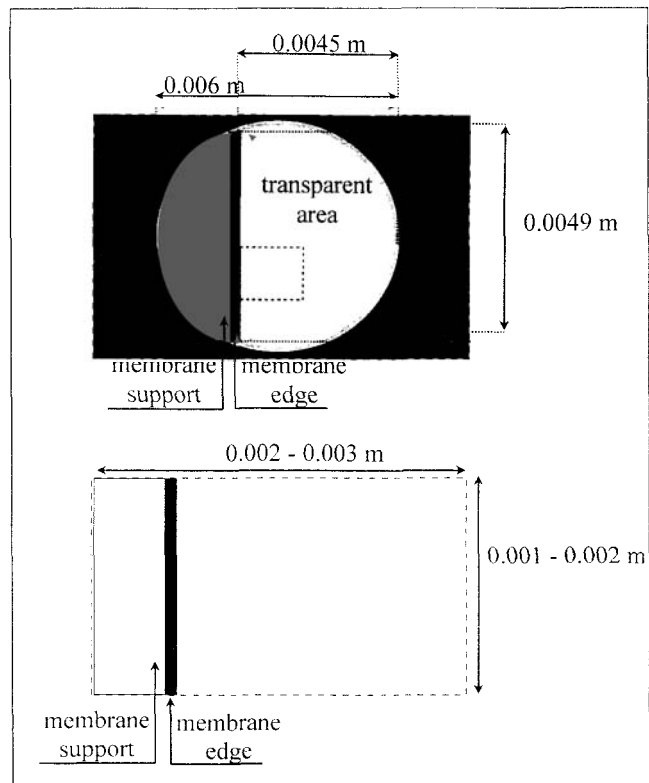 0.0045 m
0.006 m
transparent
area
0.0049 m
membrane membrane
support edge
0.002 - 0.003 m
0.001 - 0.002 m
membrane membrane
support edge